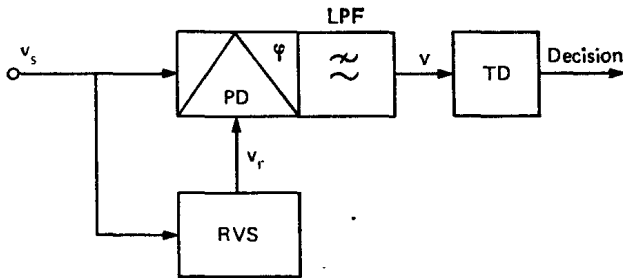 LPF
v_s
φ
PD
v
TD
Decision
v_r
RVS